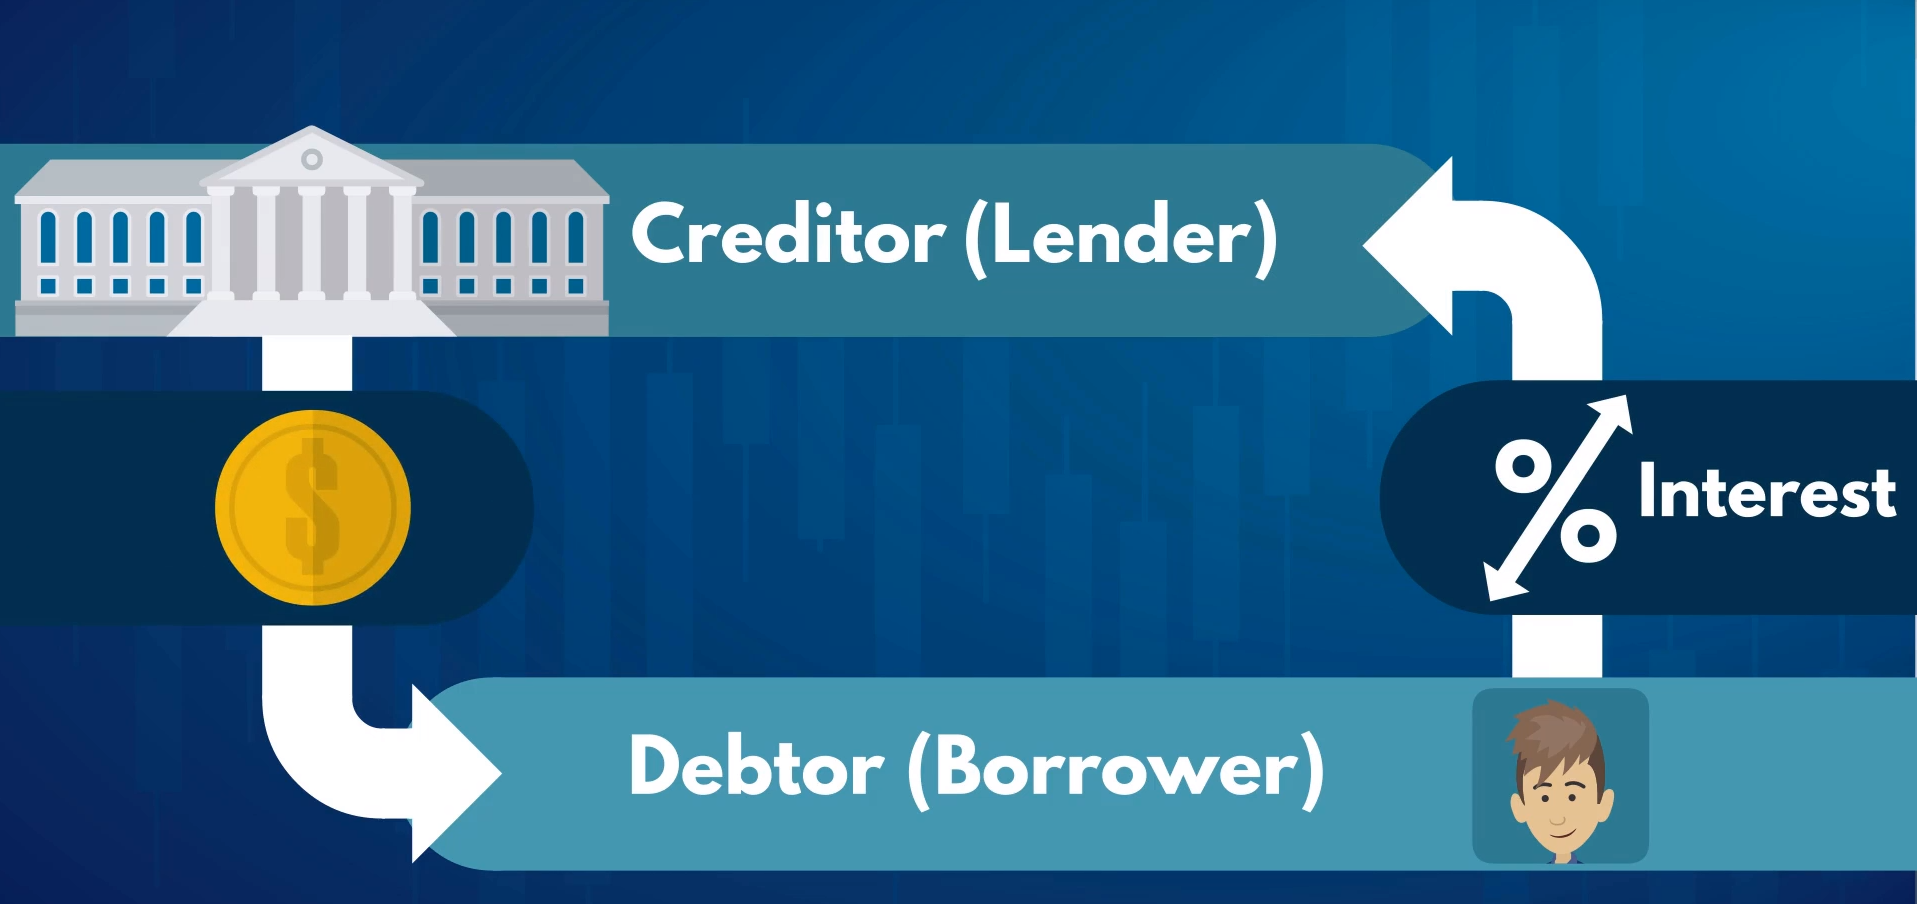 Creditor (Lender)
$
% Interest
Debtor (Borrower)